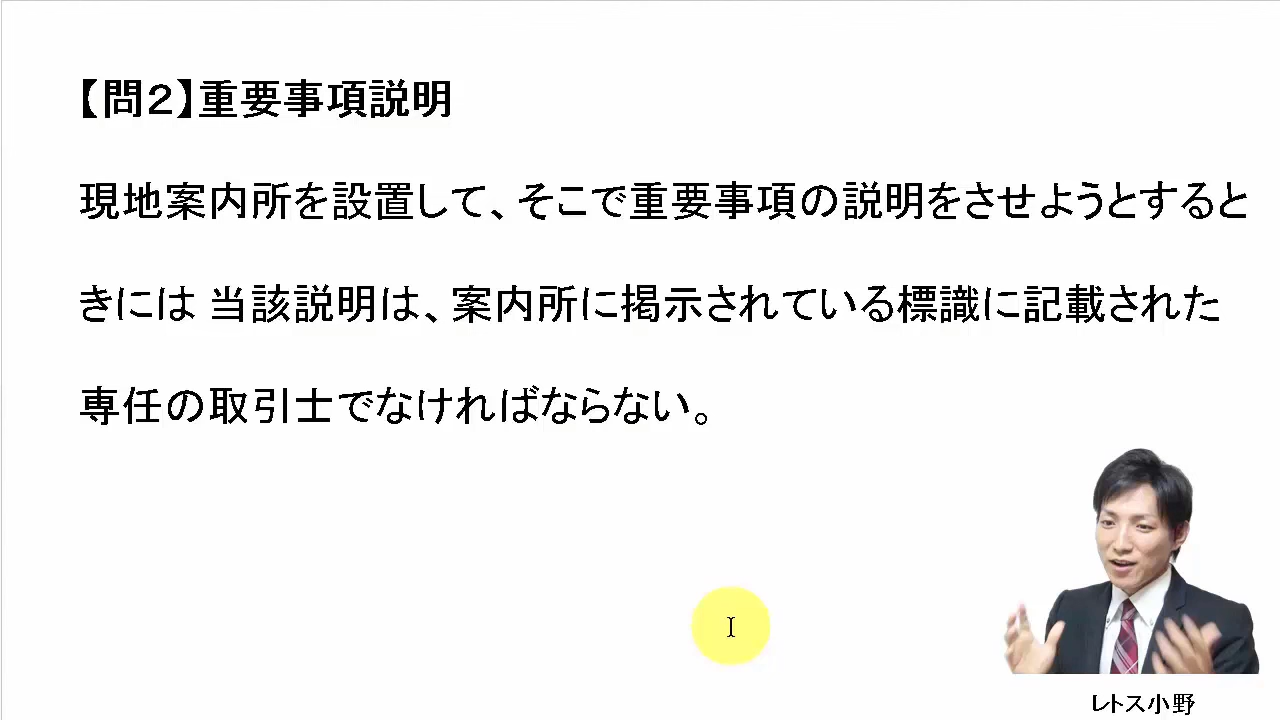 【問2】重要事項説明
現地案内所を設置して、そこで重要事項の説明をさせようとすると
きには 当該説明は、案内所に掲示されている標識に記載された
専任の取引士でなければならない。
レトス小野